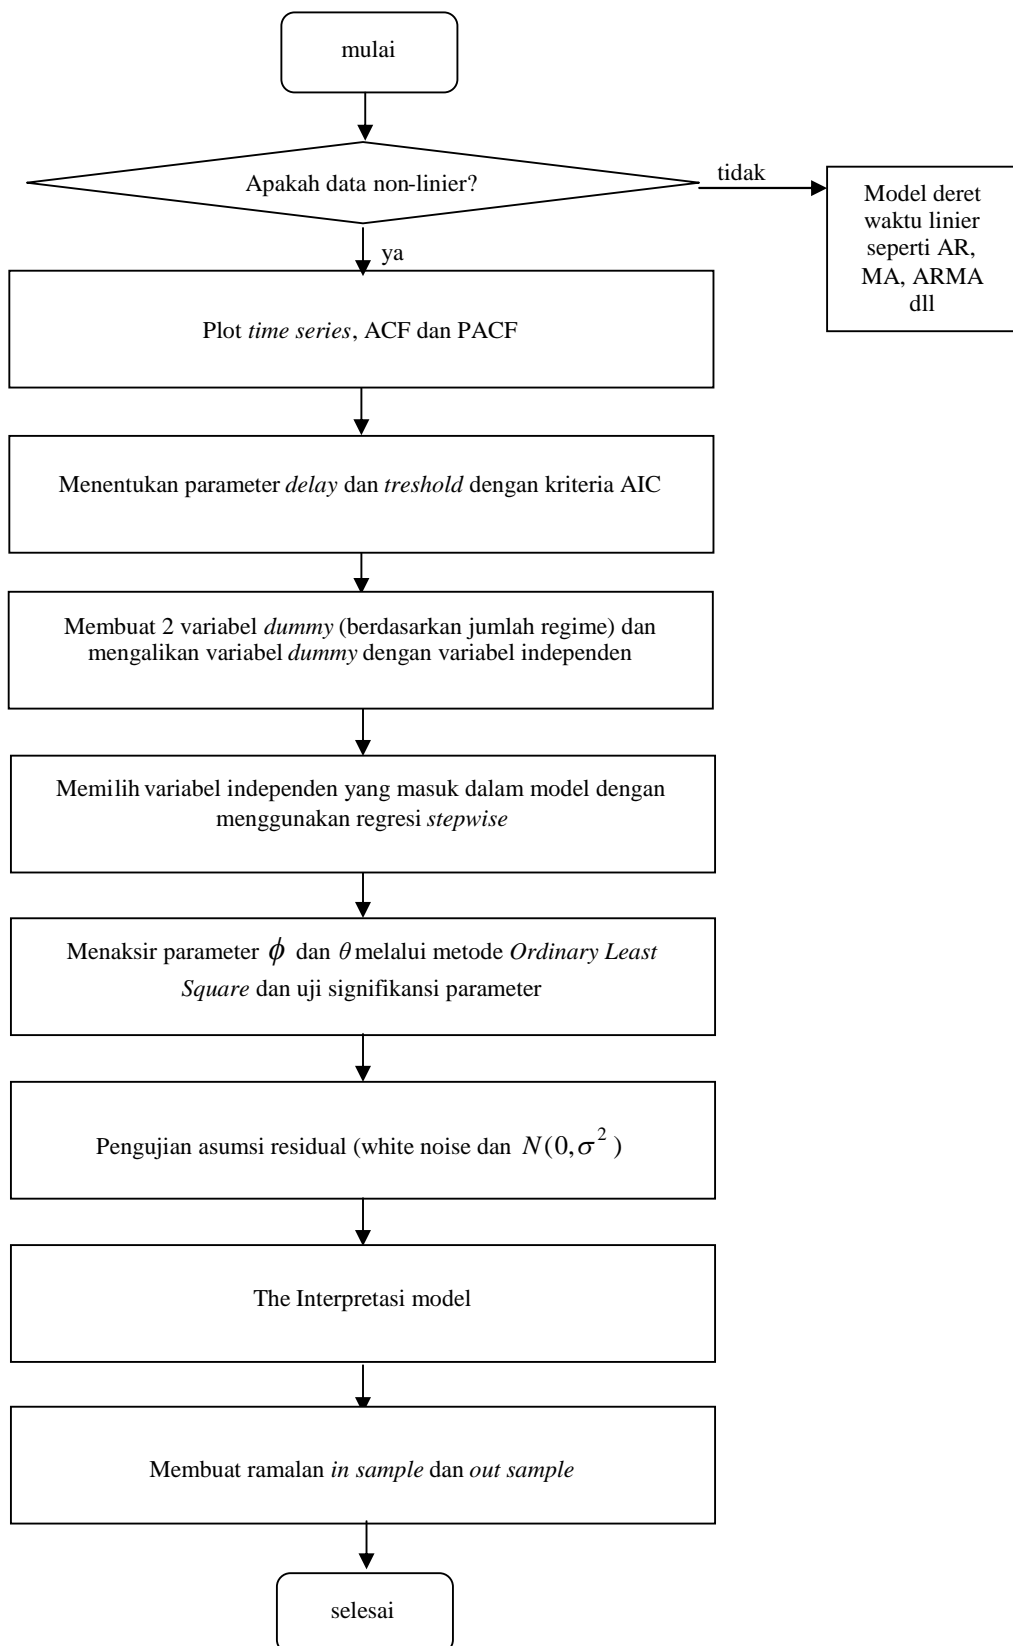 mulai
Apakah data non-linier?
tidak
Model deret
waktu linier
seperti AR,
MA, ARMA
dll
ya
Plot time series, ACF dan PACF
Menentukan parameter delay dan treshold dengan kriteria AIC
Membuat 2 variabel dummy (berdasarkan jumlah regime) dan
mengalikan variabel dummy dengan variabel independen
Memilih variabel independen yang masuk dalam model dengan
menggunakan regresi stepwise
Menaksir parameter ϕ dan θ melalui metode Ordinary Least
Square dan uji signifikansi parameter
Pengujian asumsi residual (white noise dan N(0,σ²)
The Interpretasi model
Membuat ramalan in sample dan out sample
selesai